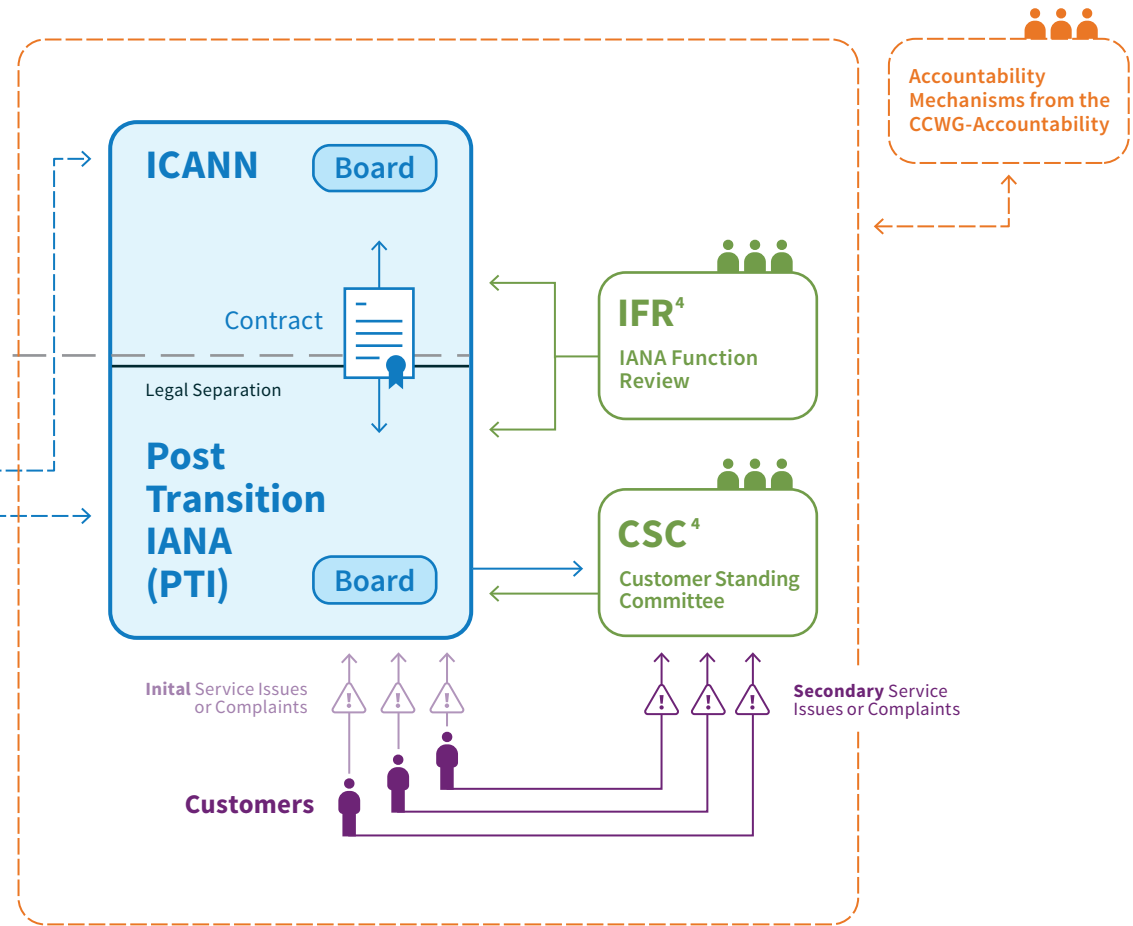 Accountability
Mechanisms from the
CCWG-Accountability
ICANN
Board
Contract
Legal Separation
Post
Transition
IANA
(PTI)
Board
IFR⁴
IANA Function
Review
CSC⁴
Customer Standing
Committee
Inital Service Issues
or Complaints
Secondary Service
Issues or Complaints
Customers